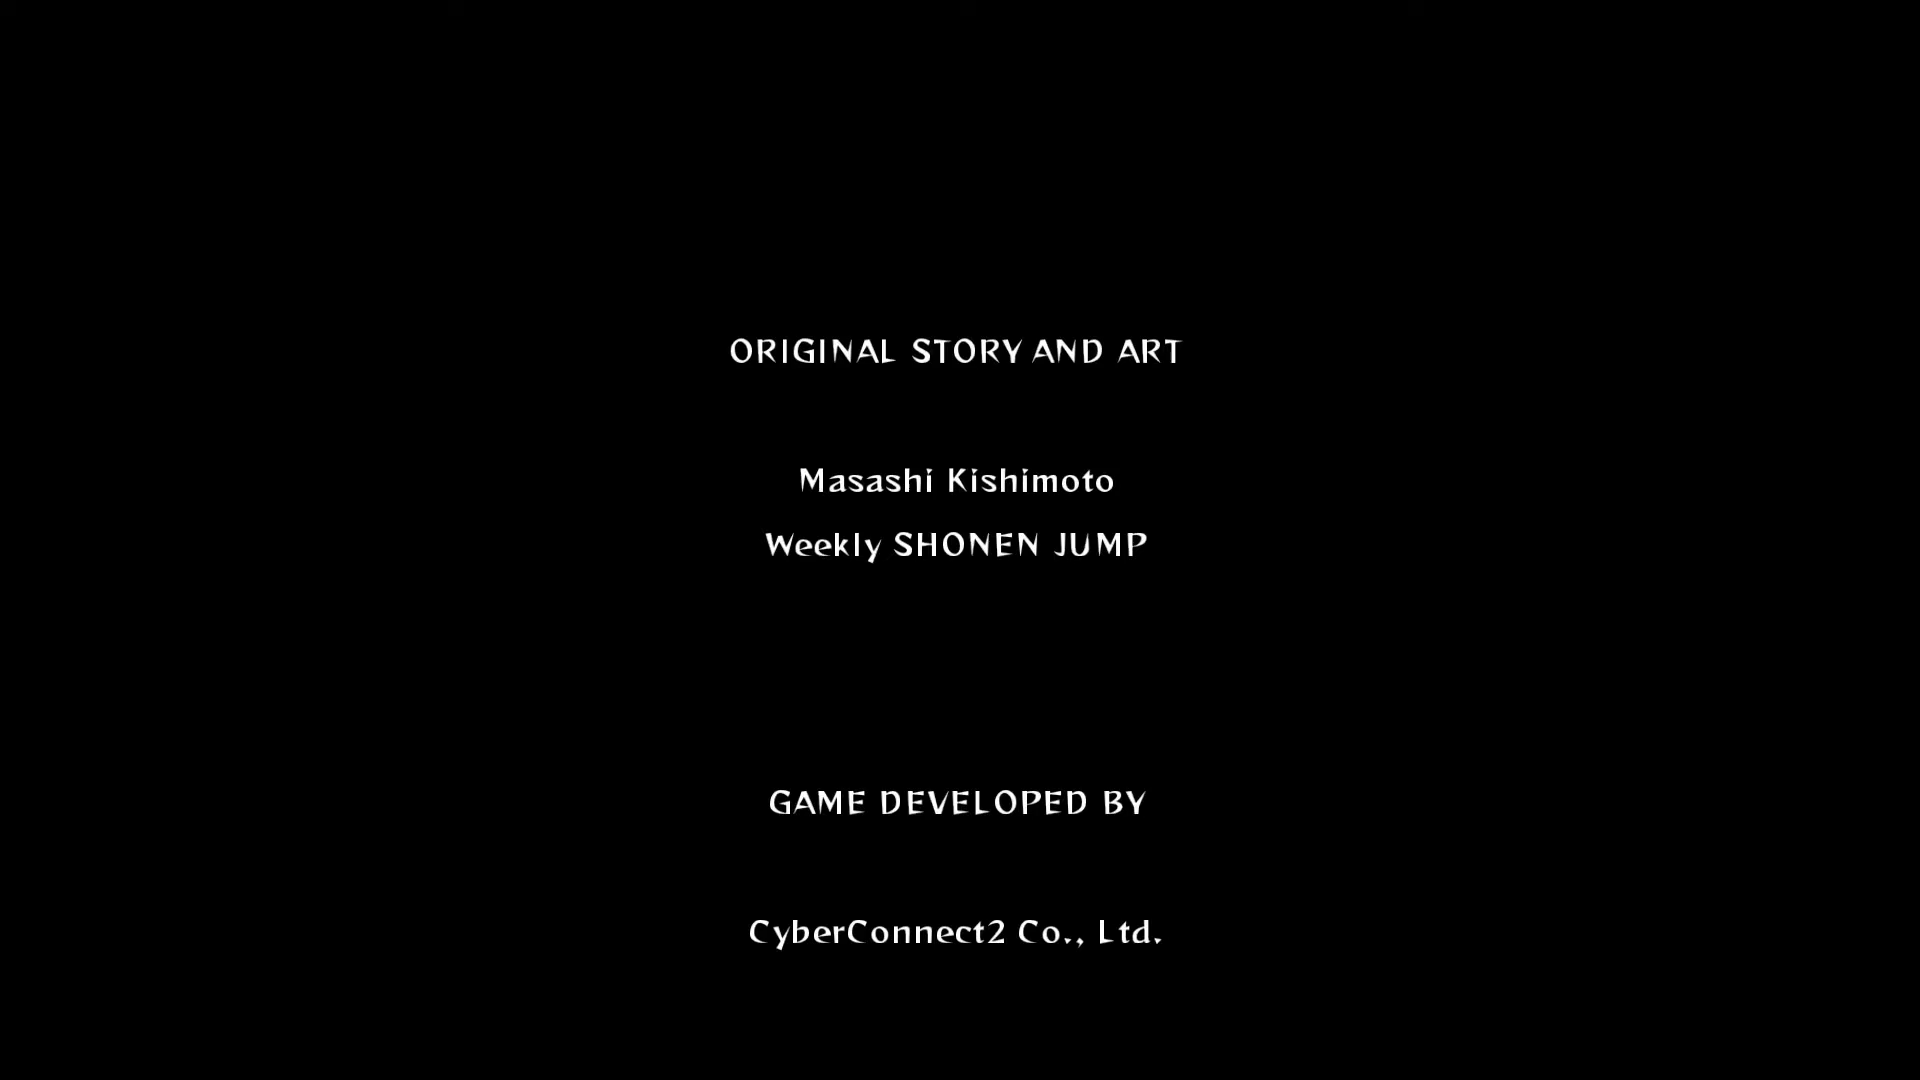 ORIGINAL STORY AND ART
Masashi Kishimoto
Weekly SHONEN JUMP
GAME DEVELOPED BY
CyberConnect2 Co., Ltd.